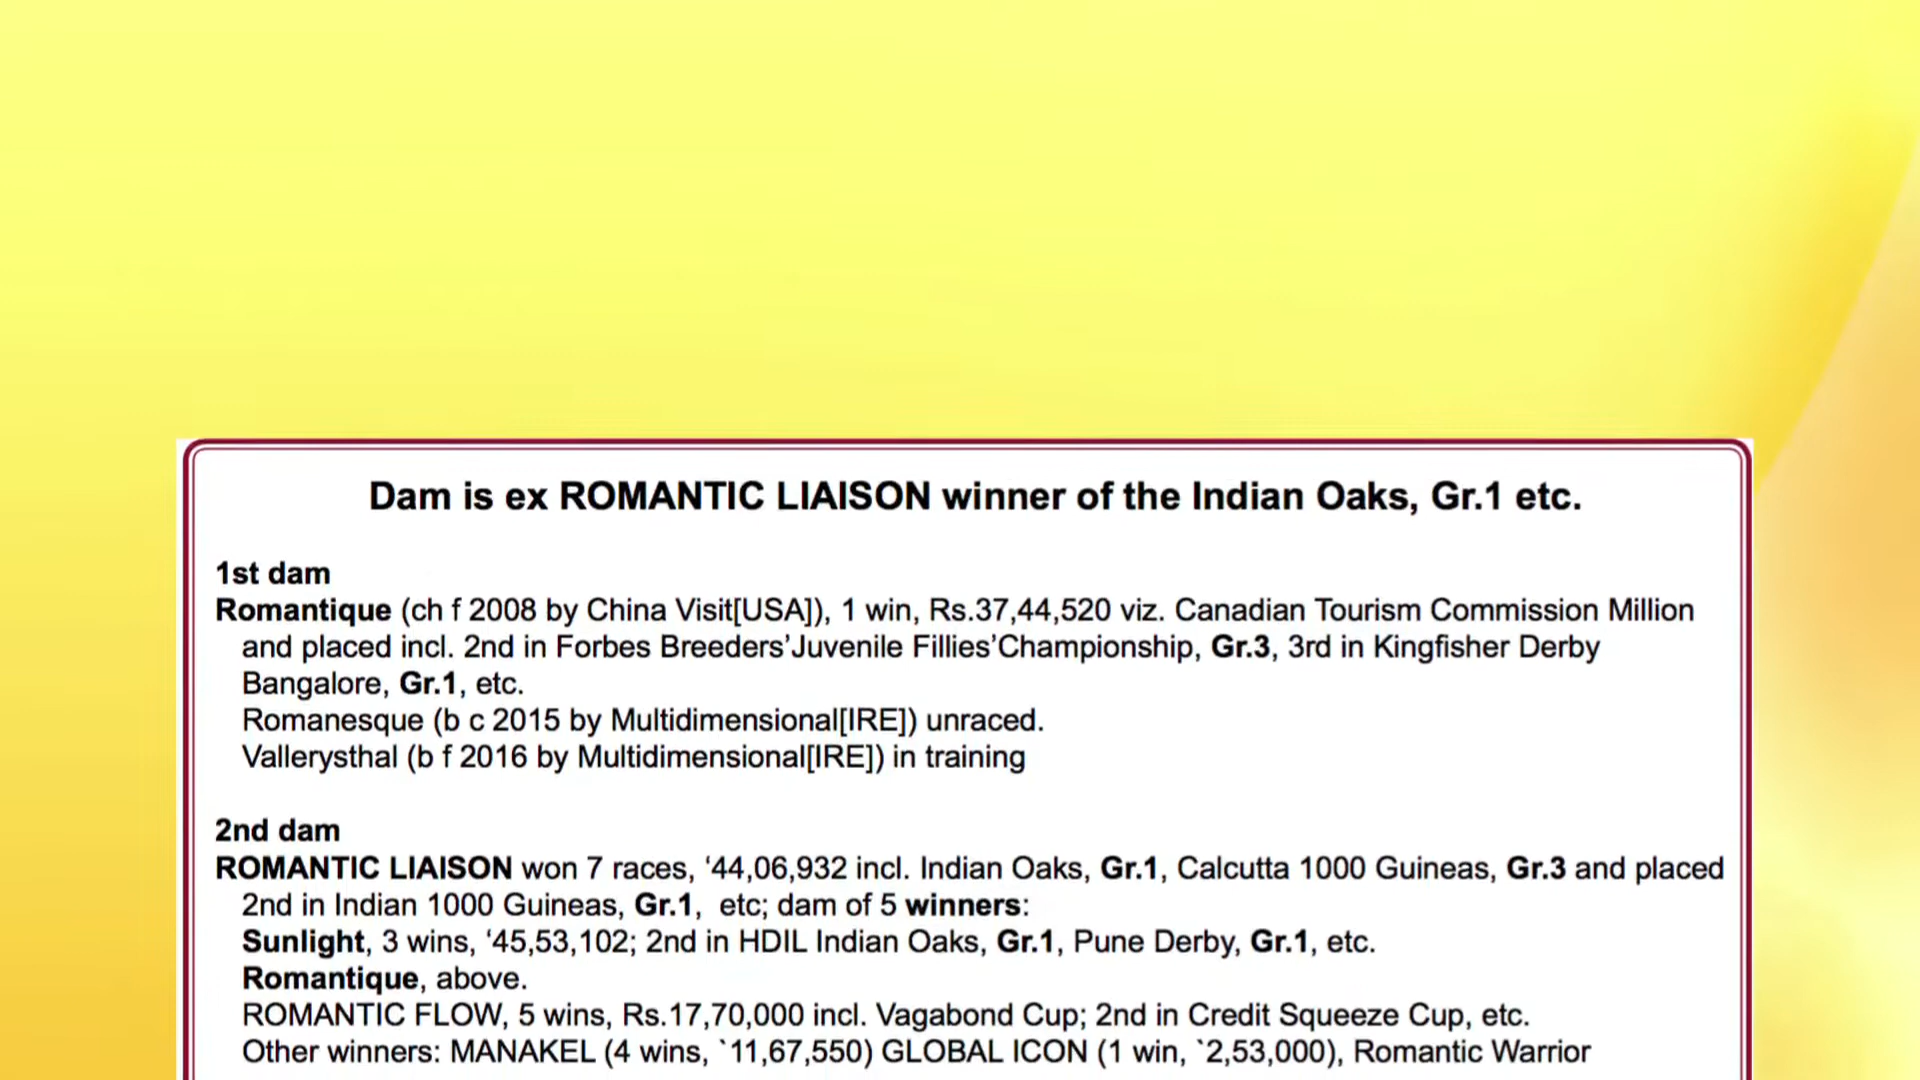 Dam is ex ROMANTIC LIAISON winner of the Indian Oaks, Gr.1 etc.
1st dam
Romantique (ch f 2008 by China Visit[USA]), 1 win, Rs.37,44,520 viz. Canadian Tourism Commission Million
and placed incl. 2nd in Forbes Breeders’Juvenile Fillies’Championship, Gr.3, 3rd in Kingfisher Derby
Bangalore, Gr.1, etc.
Romanesque (b c 2015 by Multidimensional[IRE]) unraced.
Vallerysthal (b f 2016 by Multidimensional[IRE]) in training
2nd dam
ROMANTIC LIAISON won 7 races, ‘44,06,932 incl. Indian Oaks, Gr.1, Calcutta 1000 Guineas, Gr.3 and placed
2nd in Indian 1000 Guineas, Gr.1, etc; dam of 5 winners:
Sunlight, 3 wins, ‘45,53,102; 2nd in HDIL Indian Oaks, Gr.1, Pune Derby, Gr.1, etc.
Romantique, above.
ROMANTIC FLOW, 5 wins, Rs.17,70,000 incl. Vagabond Cup; 2nd in Credit Squeeze Cup, etc.
Other winners: MANAKEL (4 wins, `11,67,550) GLOBAL ICON (1 win, `2,53,000), Romantic Warrior